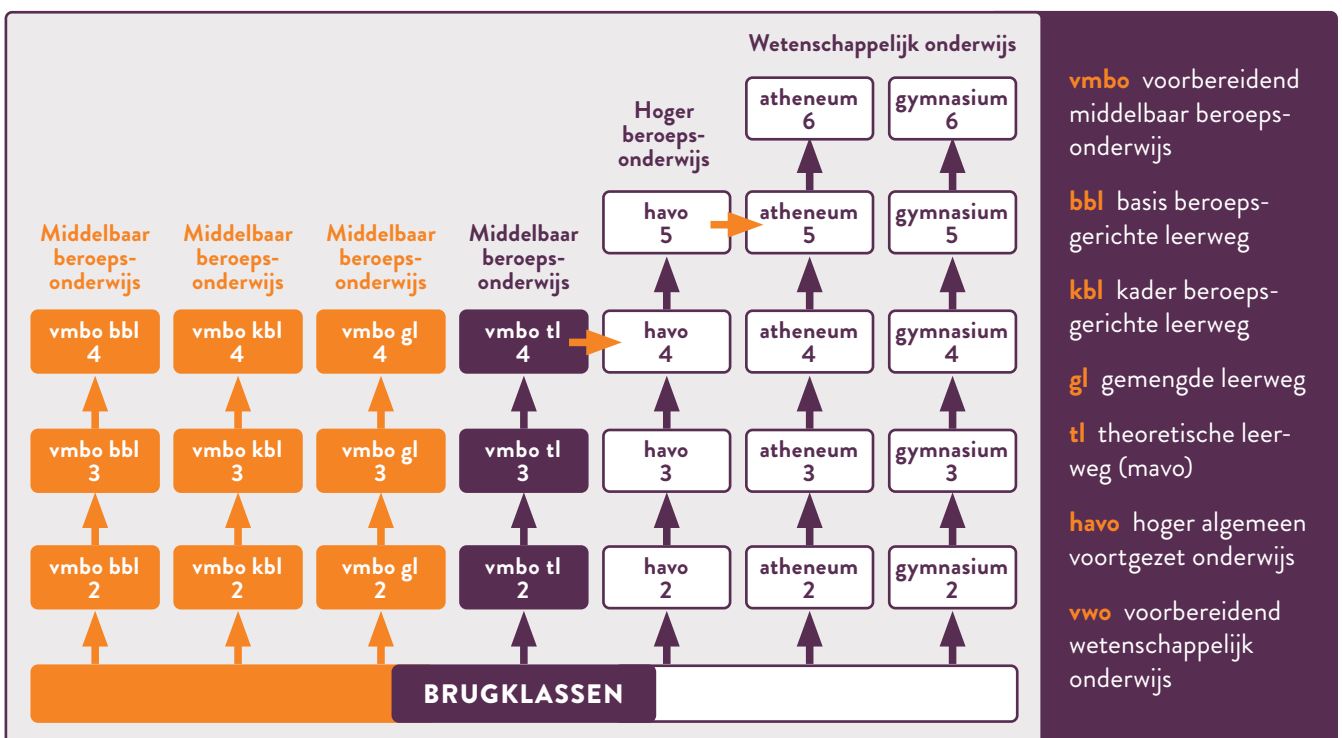 Wetenschappelijk onderwijs
atheneum
6
gymnasium
6
Hoger
beroeps-
onderwijs
havo
5
atheneum
5
gymnasium
5
Middelbaar
beroeps-
onderwijs
Middelbaar
beroeps-
onderwijs
Middelbaar
beroeps-
onderwijs
Middelbaar
beroeps-
onderwijs
vmbo bbl
4
vmbo kbl
4
vmbo gl
4
vmbo tl
4
havo
4
atheneum
4
gymnasium
4
vmbo bbl
3
vmbo kbl
3
vmbo gl
3
vmbo tl
3
havo
3
atheneum
3
gymnasium
3
vmbo bbl
2
vmbo kbl
2
vmbo gl
2
vmbo tl
2
havo
2
atheneum
2
gymnasium
2
BRUGKLASSEN
vmbo voorbereidend
middelbaar beroeps-
onderwijs
bbl basis beroeps-
gerichte leerweg
kbl kader beroeps-
gerichte leerweg
gl gemengde leerweg
tl theoretische leer-
weg (mavo)
havo hoger algemeen
voortgezet onderwijs
vwo voorbereidend
wetenschappelijk
onderwijs